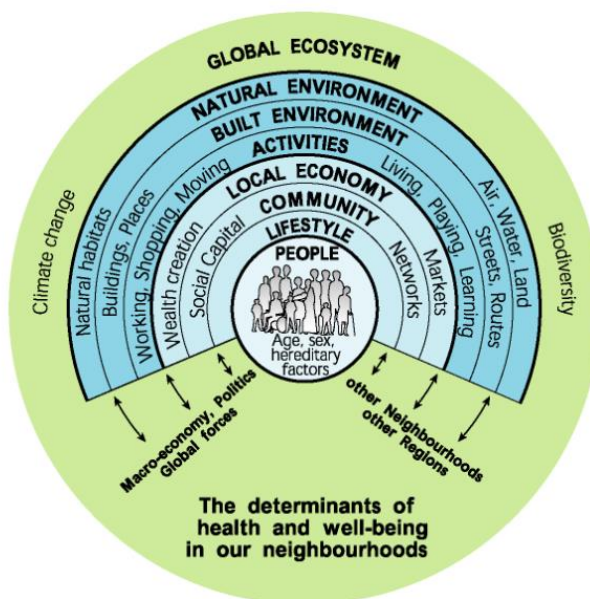 GLOBAL ECOSYSTEM
NATURAL ENVIRONMENT
BUILT ENVIRONMENT
ACTIVITIES
LOCAL ECONOMY
COMMUNITY
LIFESTYLE
PEOPLE
Age, sex,
hereditary
factors
Climate change
Natural habitats
Buildings, Places
Working, Shopping, Moving
Wealth creation
Social Capital
Networks
Markets
Living, Playing, Learning
Streets, Routes
Air, Water, Land
Biodiversity
Macro-economy, Politics
Global forces
other Neighbourhoods
other Regions
The determinants of
health and well-being
in our neighbourhoods